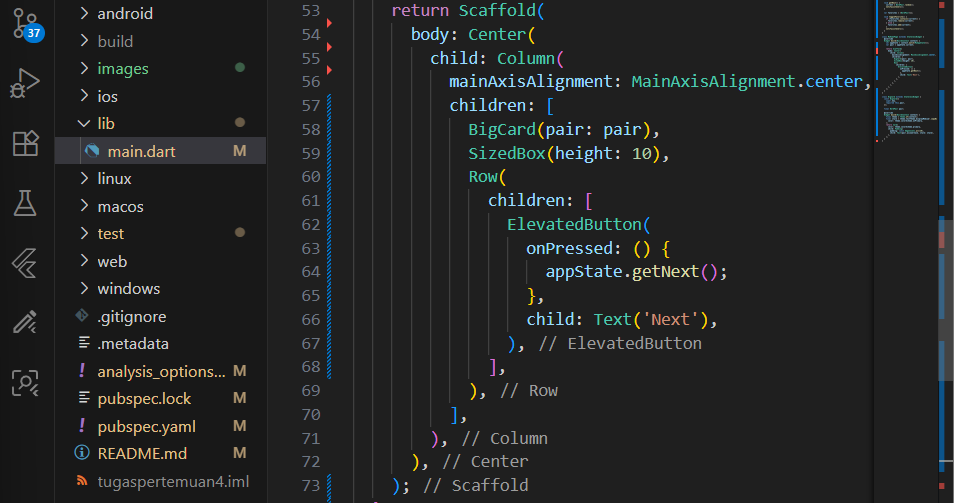 37
android
build
images
ios
lib
main.dart M
linux
macos
test
web
windows
.gitignore
.metadata
analysis_options... M
pubspec.lock M
pubspec.yaml M
README.md M
tugaspertemuan4.iml
53 return Scaffold(
54 body: Center(
55 child: Column(
56 mainAxisAlignment: MainAxisAlignment.center,
57 children: [
58 BigCard(pair: pair),
59 SizedBox(height: 10),
60 Row(
61 children: [
62 ElevatedButton(
63 onPressed: () {
64 appState.getNext();
65 },
66 child: Text('Next'),
67 ), // ElevatedButton
68 ],
69 ), // Row
70 ],
71 ), // Column
72 ), // Center
73 ); // Scaffold